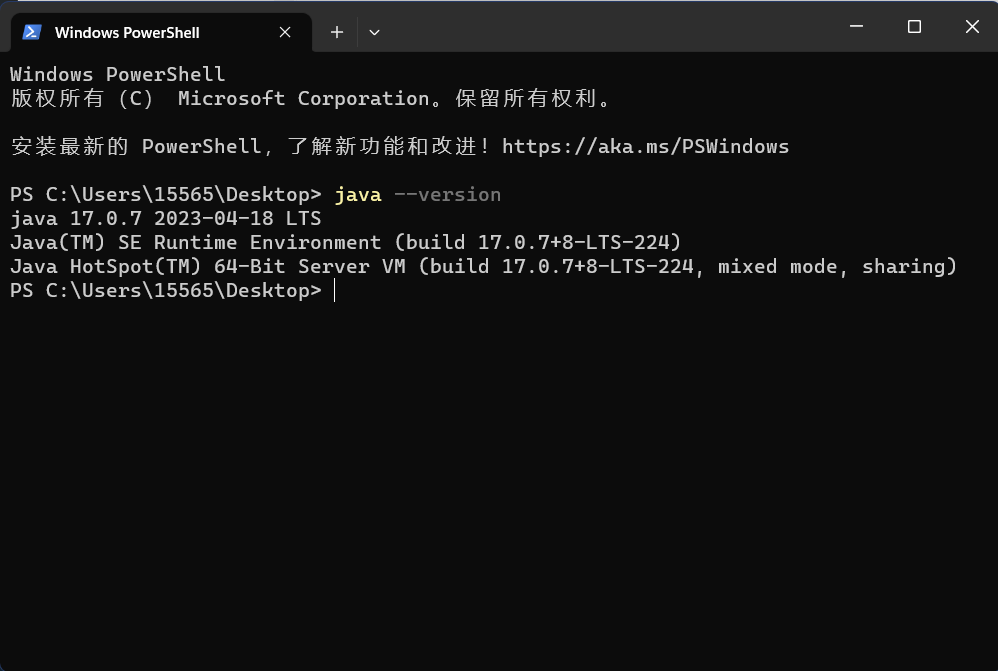 Windows PowerShell
Windows PowerShell
版权所有（C） Microsoft Corporation。保留所有权利。
安装最新的 PowerShell，了解新功能和改进！https://aka.ms/PSWindows
PS C:\Users\15565\Desktop> java --version
java 17.0.7 2023-04-18 LTS
Java(TM) SE Runtime Environment (build 17.0.7+8-LTS-224)
Java HotSpot(TM) 64-Bit Server VM (build 17.0.7+8-LTS-224, mixed mode, sharing)
PS C:\Users\15565\Desktop>